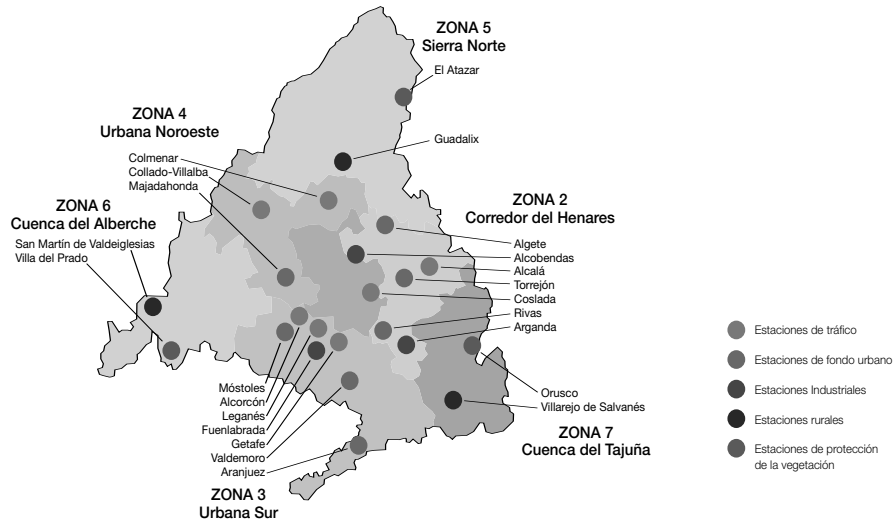 ZONA 5
Sierra Norte
El Atazar
ZONA 4
Urbana Noroeste
Guadalix
Colmenar
Collado-Villalba
Majadahonda
ZONA 2
Corredor del Henares
ZONA 6
Cuenca del Alberche
San Martín de Valdeiglesias
Villa del Prado
Algete
Alcobendas
Alcalá
Torrejón
Coslada
Rivas
Arganda
Estaciones de tráfico
Estaciones de fondo urbano
Estaciones Industriales
Estaciones rurales
Estaciones de protección
de la vegetación
Móstoles
Alcorcón
Leganés
Fuenlabrada
Getafe
Valdemoro
Aranjuez
Orusco
Villarejo de Salvanés
ZONA 7
Cuenca del Tajuña
ZONA 3
Urbana Sur